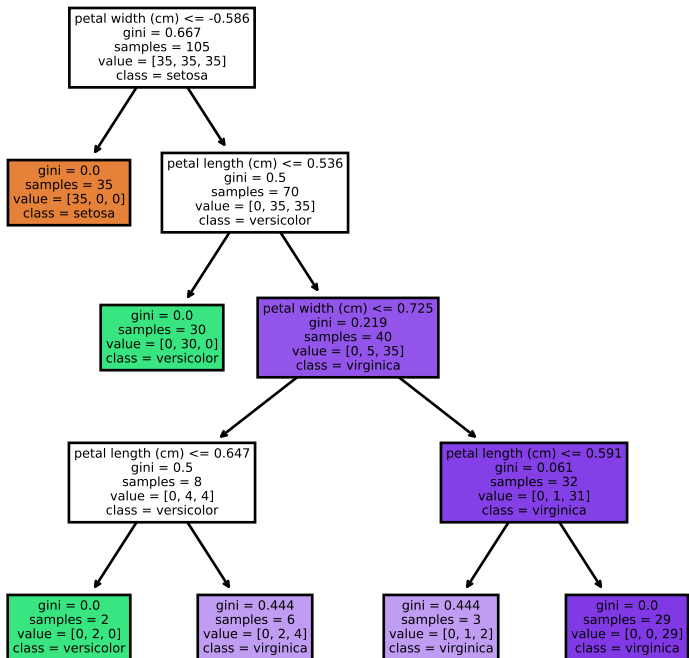 petal width (cm) <= -0.586
gini = 0.667
samples = 105
value = [35, 35, 35]
class = setosa
gini = 0.0
samples = 35
value = [35, 0, 0]
class = setosa
petal length (cm) <= 0.536
gini = 0.5
samples = 70
value = [0, 35, 35]
class = versicolor
gini = 0.0
samples = 30
value = [0, 30, 0]
class = versicolor
petal width (cm) <= 0.725
gini = 0.219
samples = 40
value = [0, 5, 35]
class = virginica
petal length (cm) <= 0.647
gini = 0.5
samples = 8
value = [0, 4, 4]
class = versicolor
petal length (cm) <= 0.591
gini = 0.061
samples = 32
value = [0, 1, 31]
class = virginica
gini = 0.0
samples = 2
value = [0, 2, 0]
class = versicolor
gini = 0.444
samples = 6
value = [0, 2, 4]
class = virginica
gini = 0.444
samples = 3
value = [0, 1, 2]
class = virginica
gini = 0.0
samples = 29
value = [0, 0, 29]
class = virginica